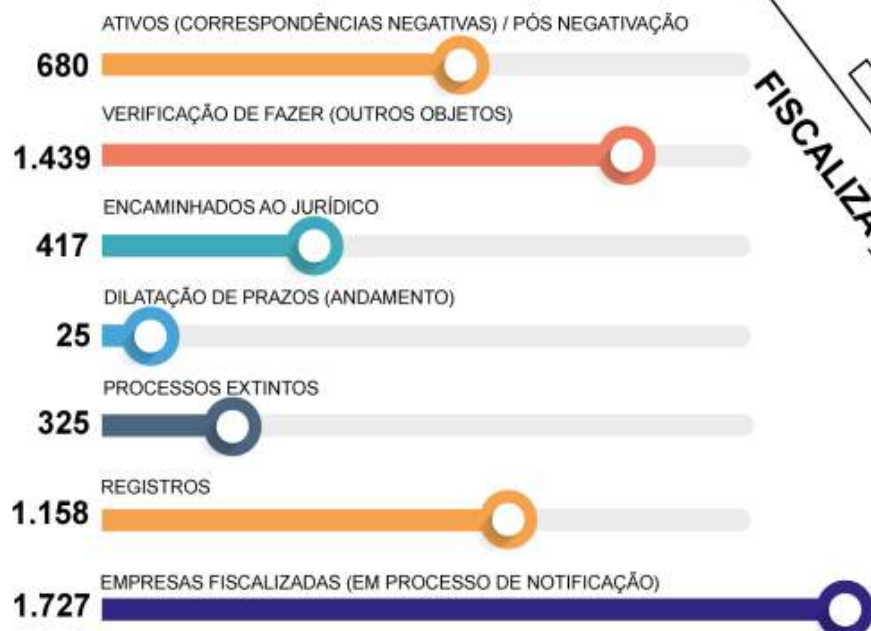 ATIVOS (CORRESPONDÊNCIAS NEGATIVAS) / PÓS NEGATIVAÇÃO
680
VERIFICAÇÃO DE FAZER (OUTROS OBJETOS)
1.439
ENCAMINHADOS AO JURÍDICO
417
DILATAÇÃO DE PRAZOS (ANDAMENTO)
25
PROCESSOS EXTINTOS
325
REGISTROS
1.158
EMPRESAS FISCALIZADAS (EM PROCESSO DE NOTIFICAÇÃO)
1.727
FISCALIZA